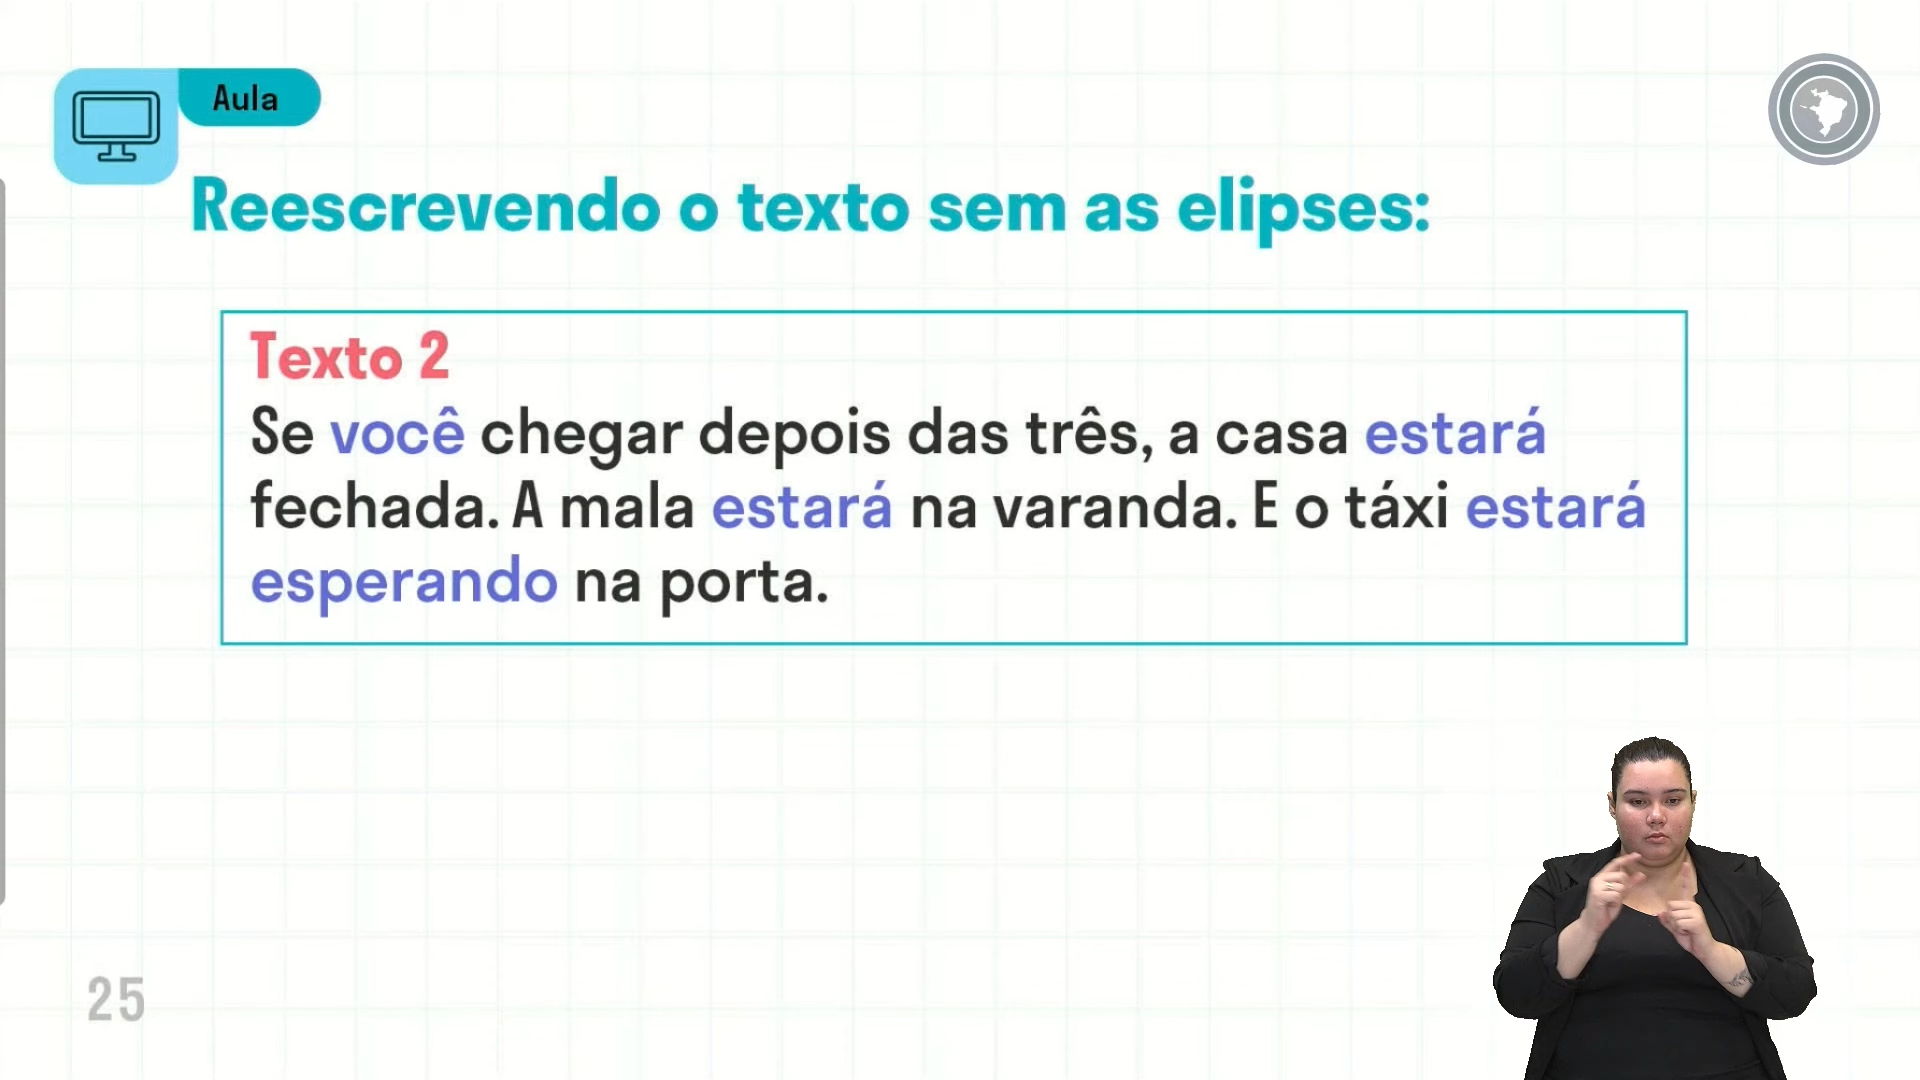 Aula
Reescrevendo o texto sem as elipses:
Texto 2
Se você chegar depois das três, a casa estará
fechada. A mala estará na varanda. E o táxi estará
esperando na porta.
25